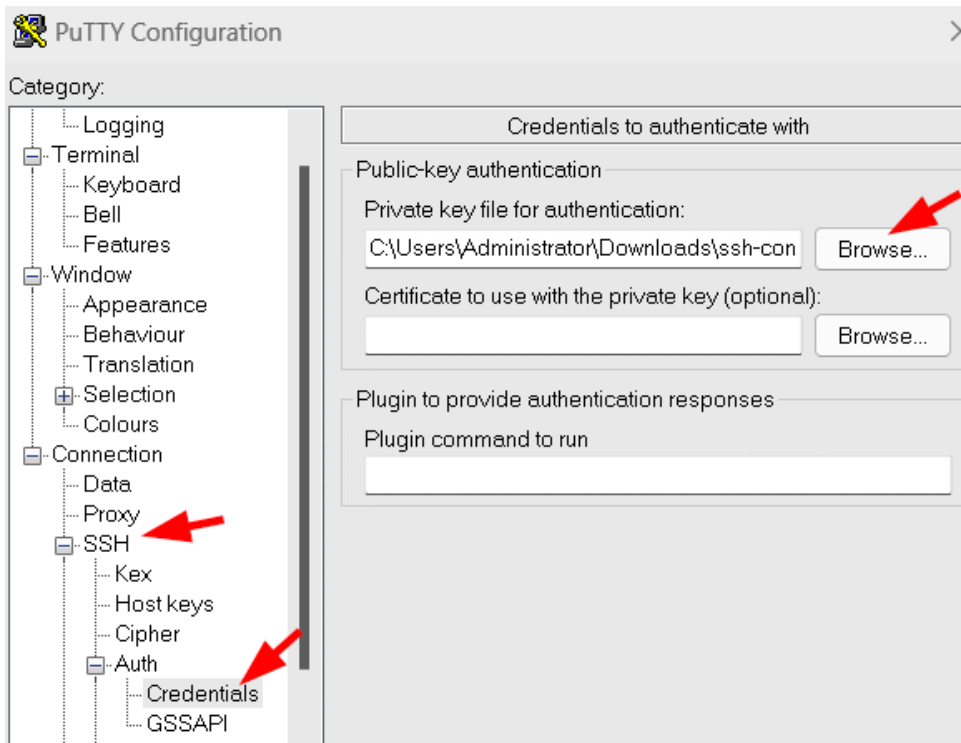 PuTTY Configuration
Category:
Logging
Terminal
Keyboard
Bell
Features
Window
Appearance
Behaviour
Translation
Selection
Colours
Connection
Data
Proxy
SSH
Kex
Host keys
Cipher
Auth
Credentials
GSSAPI
Credentials to authenticate with
Public-key authentication
Private key file for authentication:
C:\Users\Administrator\Downloads\ssh-con
Browse...
Certificate to use with the private key (optional):
Browse...
Plugin to provide authentication responses
Plugin command to run